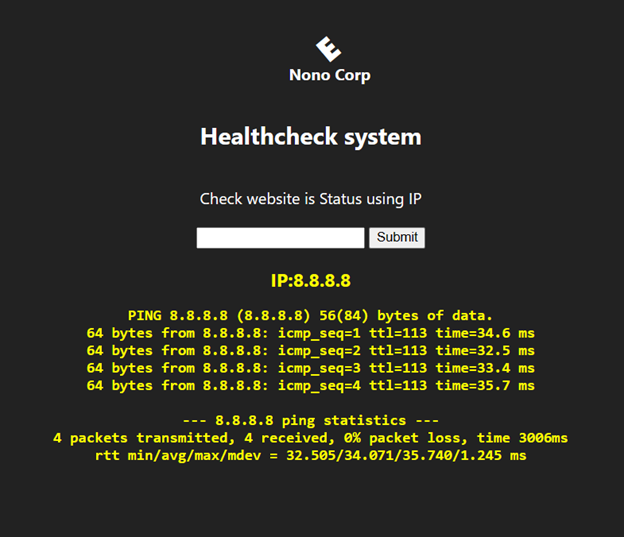 E
Nono Corp
Healthcheck system
Check website is Status using IP
Submit
IP:8.8.8.8
PING 8.8.8.8 (8.8.8.8) 56(84) bytes of data.
64 bytes from 8.8.8.8: icmp_seq=1 ttl=113 time=34.6 ms
64 bytes from 8.8.8.8: icmp_seq=2 ttl=113 time=32.5 ms
64 bytes from 8.8.8.8: icmp_seq=3 ttl=113 time=33.4 ms
64 bytes from 8.8.8.8: icmp_seq=4 ttl=113 time=35.7 ms
--- 8.8.8.8 ping statistics ---
4 packets transmitted, 4 received, 0% packet loss, time 3006ms
rtt min/avg/max/mdev = 32.505/34.071/35.740/1.245 ms